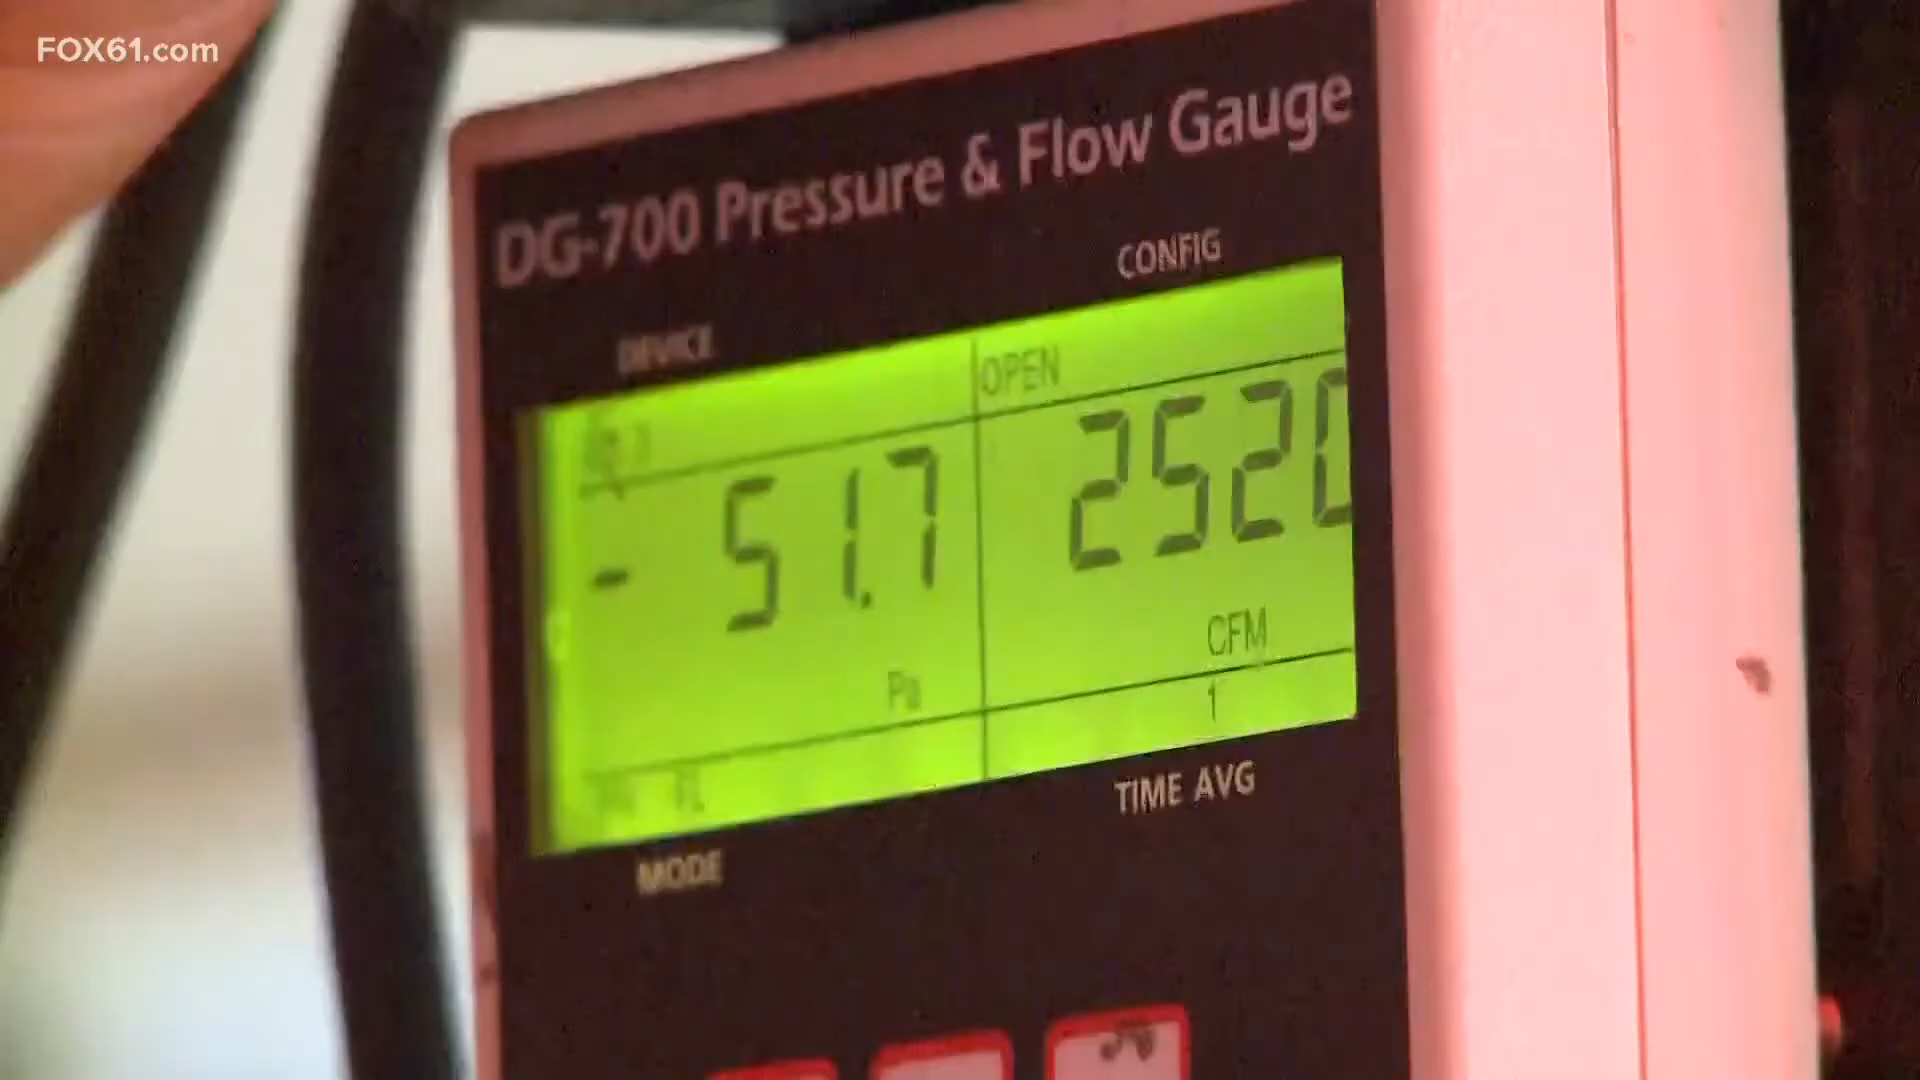 FOX61.com
DG-700 Pressure & Flow Gauge
DEVICE CONFIG
OPEN
- 51.7 2520
Pa CFM
1
MODE TIME AVG